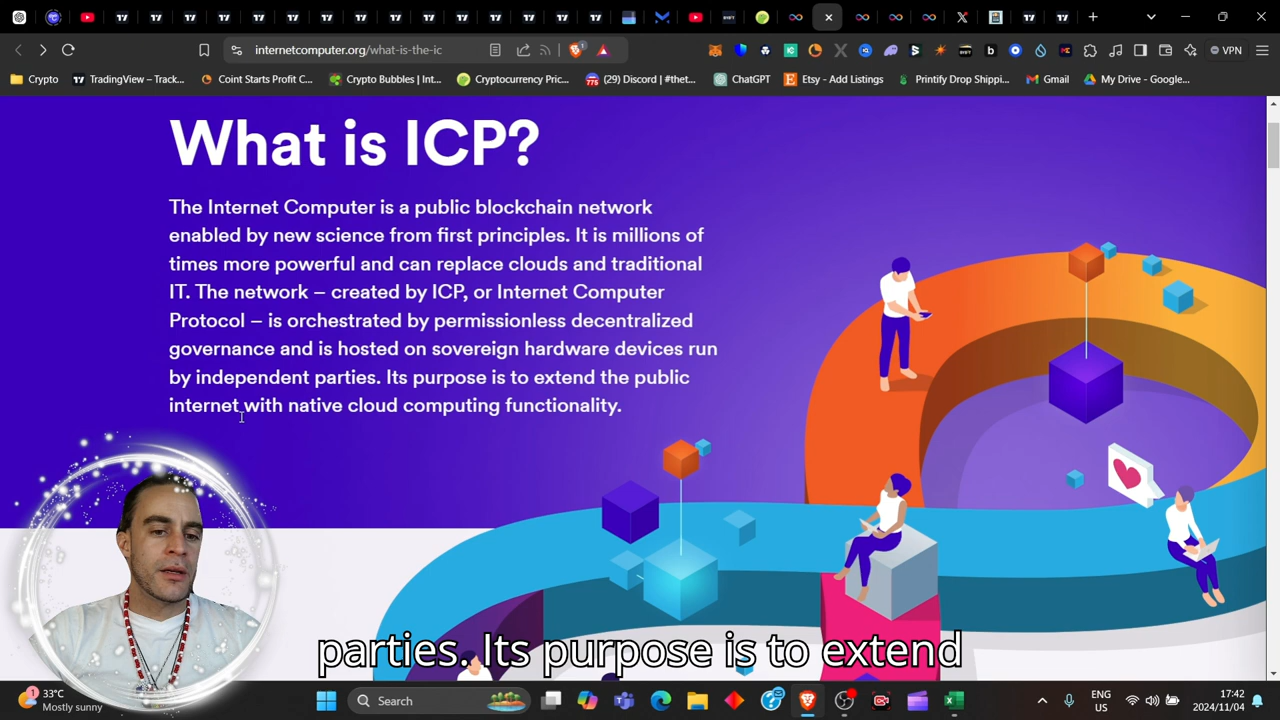 internetcomputer.org/what-is-the-ic
VPN
Crypto
TradingView – Track...
Coint Starts Profit C...
Crypto Bubbles | Int...
Cryptocurrency Pric...
(29) Discord | #thet...
ChatGPT
Etsy - Add Listings
Printify Drop Shippi...
Gmail
My Drive - Google...
What is ICP?
The Internet Computer is a public blockchain network
enabled by new science from first principles. It is millions of
times more powerful and can replace clouds and traditional
IT. The network – created by ICP, or Internet Computer
Protocol – is orchestrated by permissionless decentralized
governance and is hosted on sovereign hardware devices run
by independent parties. Its purpose is to extend the public
internet with native cloud computing functionality.
parties. Its purpose is to extend
1
33°C
Mostly sunny
Search
ENG
US
17:42
2024/11/04